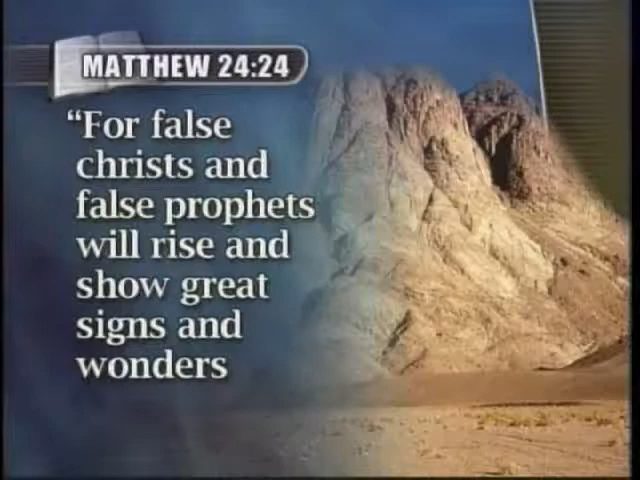 MATTHEW 24:24
“For false
christs and
false prophets
will rise and
show great
signs and
wonders